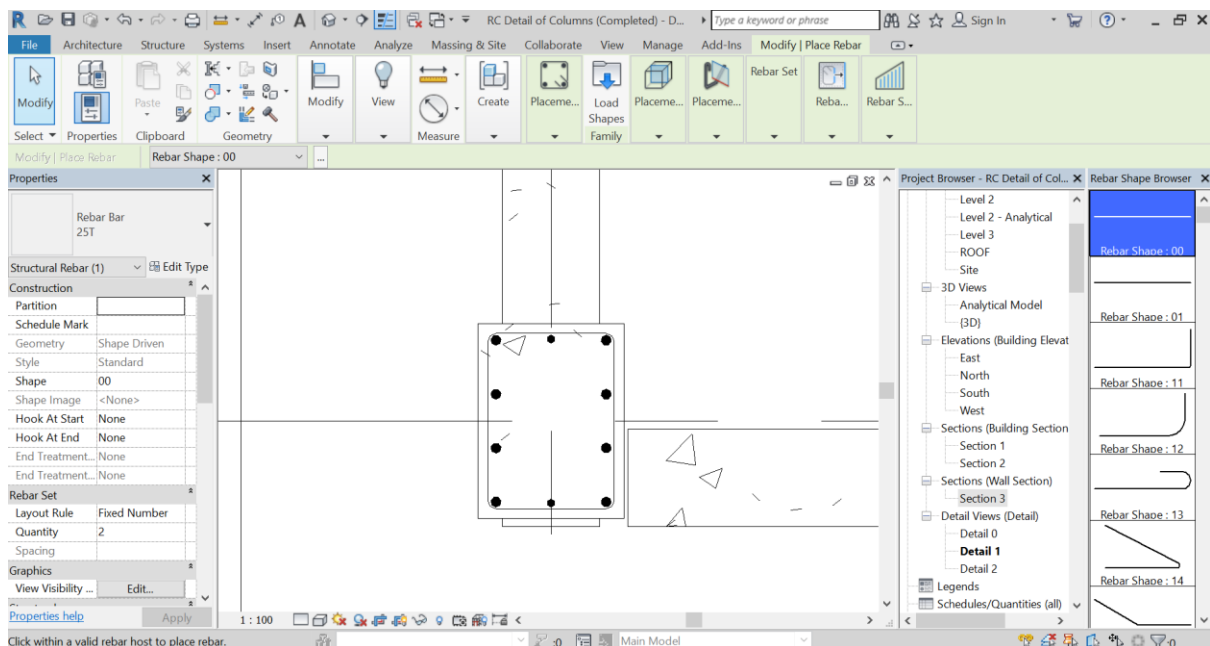 RC Detail of Columns (Completed) - D...
Type a keyword or phrase
Sign In
File Architecture Structure Systems Insert Annotate Analyze Massing & Site Collaborate View Manage Add-Ins Modify | Place Rebar
Modify
Paste
Modify
View
Create
Placeme...
Load
Shapes
Placeme...
Placeme...
Rebar Set
Reba...
Rebar S...
Select Properties Clipboard Geometry Measure Family
Modify | Place Rebar
Rebar Shape : 00
...
Properties
Rebar Bar
25T
Structural Rebar (1) Edit Type
Construction
Partition
Schedule Mark
Geometry Shape Driven
Style Standard
Shape 00
Shape Image <None>
Hook At Start None
Hook At End None
End Treatment... None
End Treatment... None
Rebar Set
Layout Rule Fixed Number
Quantity 2
Spacing
Graphics
View Visibility ... Edit...
Properties help Apply
1 : 100
Project Browser - RC Detail of Col...
Level 2
Level 2 - Analytical
Level 3
ROOF
Site
3D Views
Analytical Model
{3D}
Elevations (Building Elevat
East
North
South
West
Sections (Building Section
Section 1
Section 2
Sections (Wall Section)
Section 3
Detail Views (Detail)
Detail 0
Detail 1
Detail 2
Legends
Schedules/Quantities (all)
Rebar Shape Browser
Rebar Shape : 00
Rebar Shape : 01
Rebar Shape : 11
Rebar Shape : 12
Rebar Shape : 13
Rebar Shape : 14
Click within a valid rebar host to place rebar.
:0
Main Model
:0